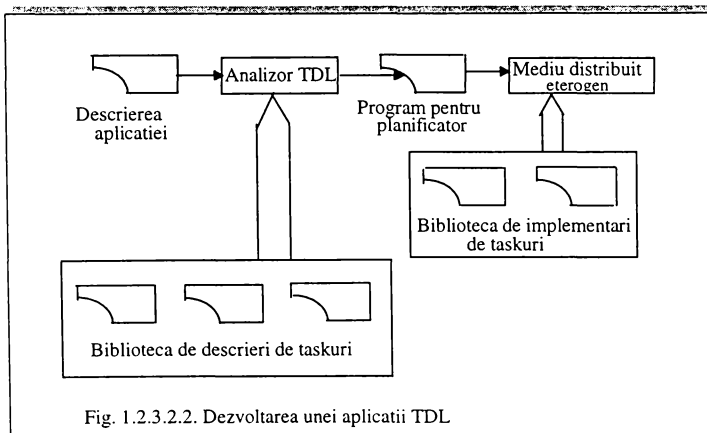 Descrierea
aplicatiei
Analizor TDL
Program pentru
planificator
Mediu distribuit
eterogen
Biblioteca de implementari
de taskuri
Biblioteca de descrieri de taskuri
Fig. 1.2.3.2.2. Dezvoltarea unei aplicatii TDL